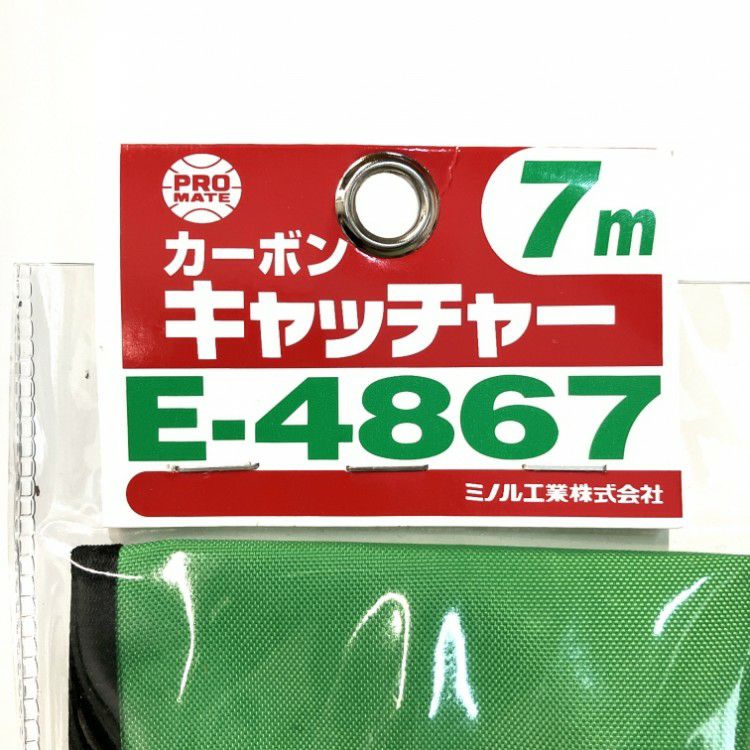 PRO
MATE
7m
カーボン
キャッチャー
E-4867
ミノル工業株式会社